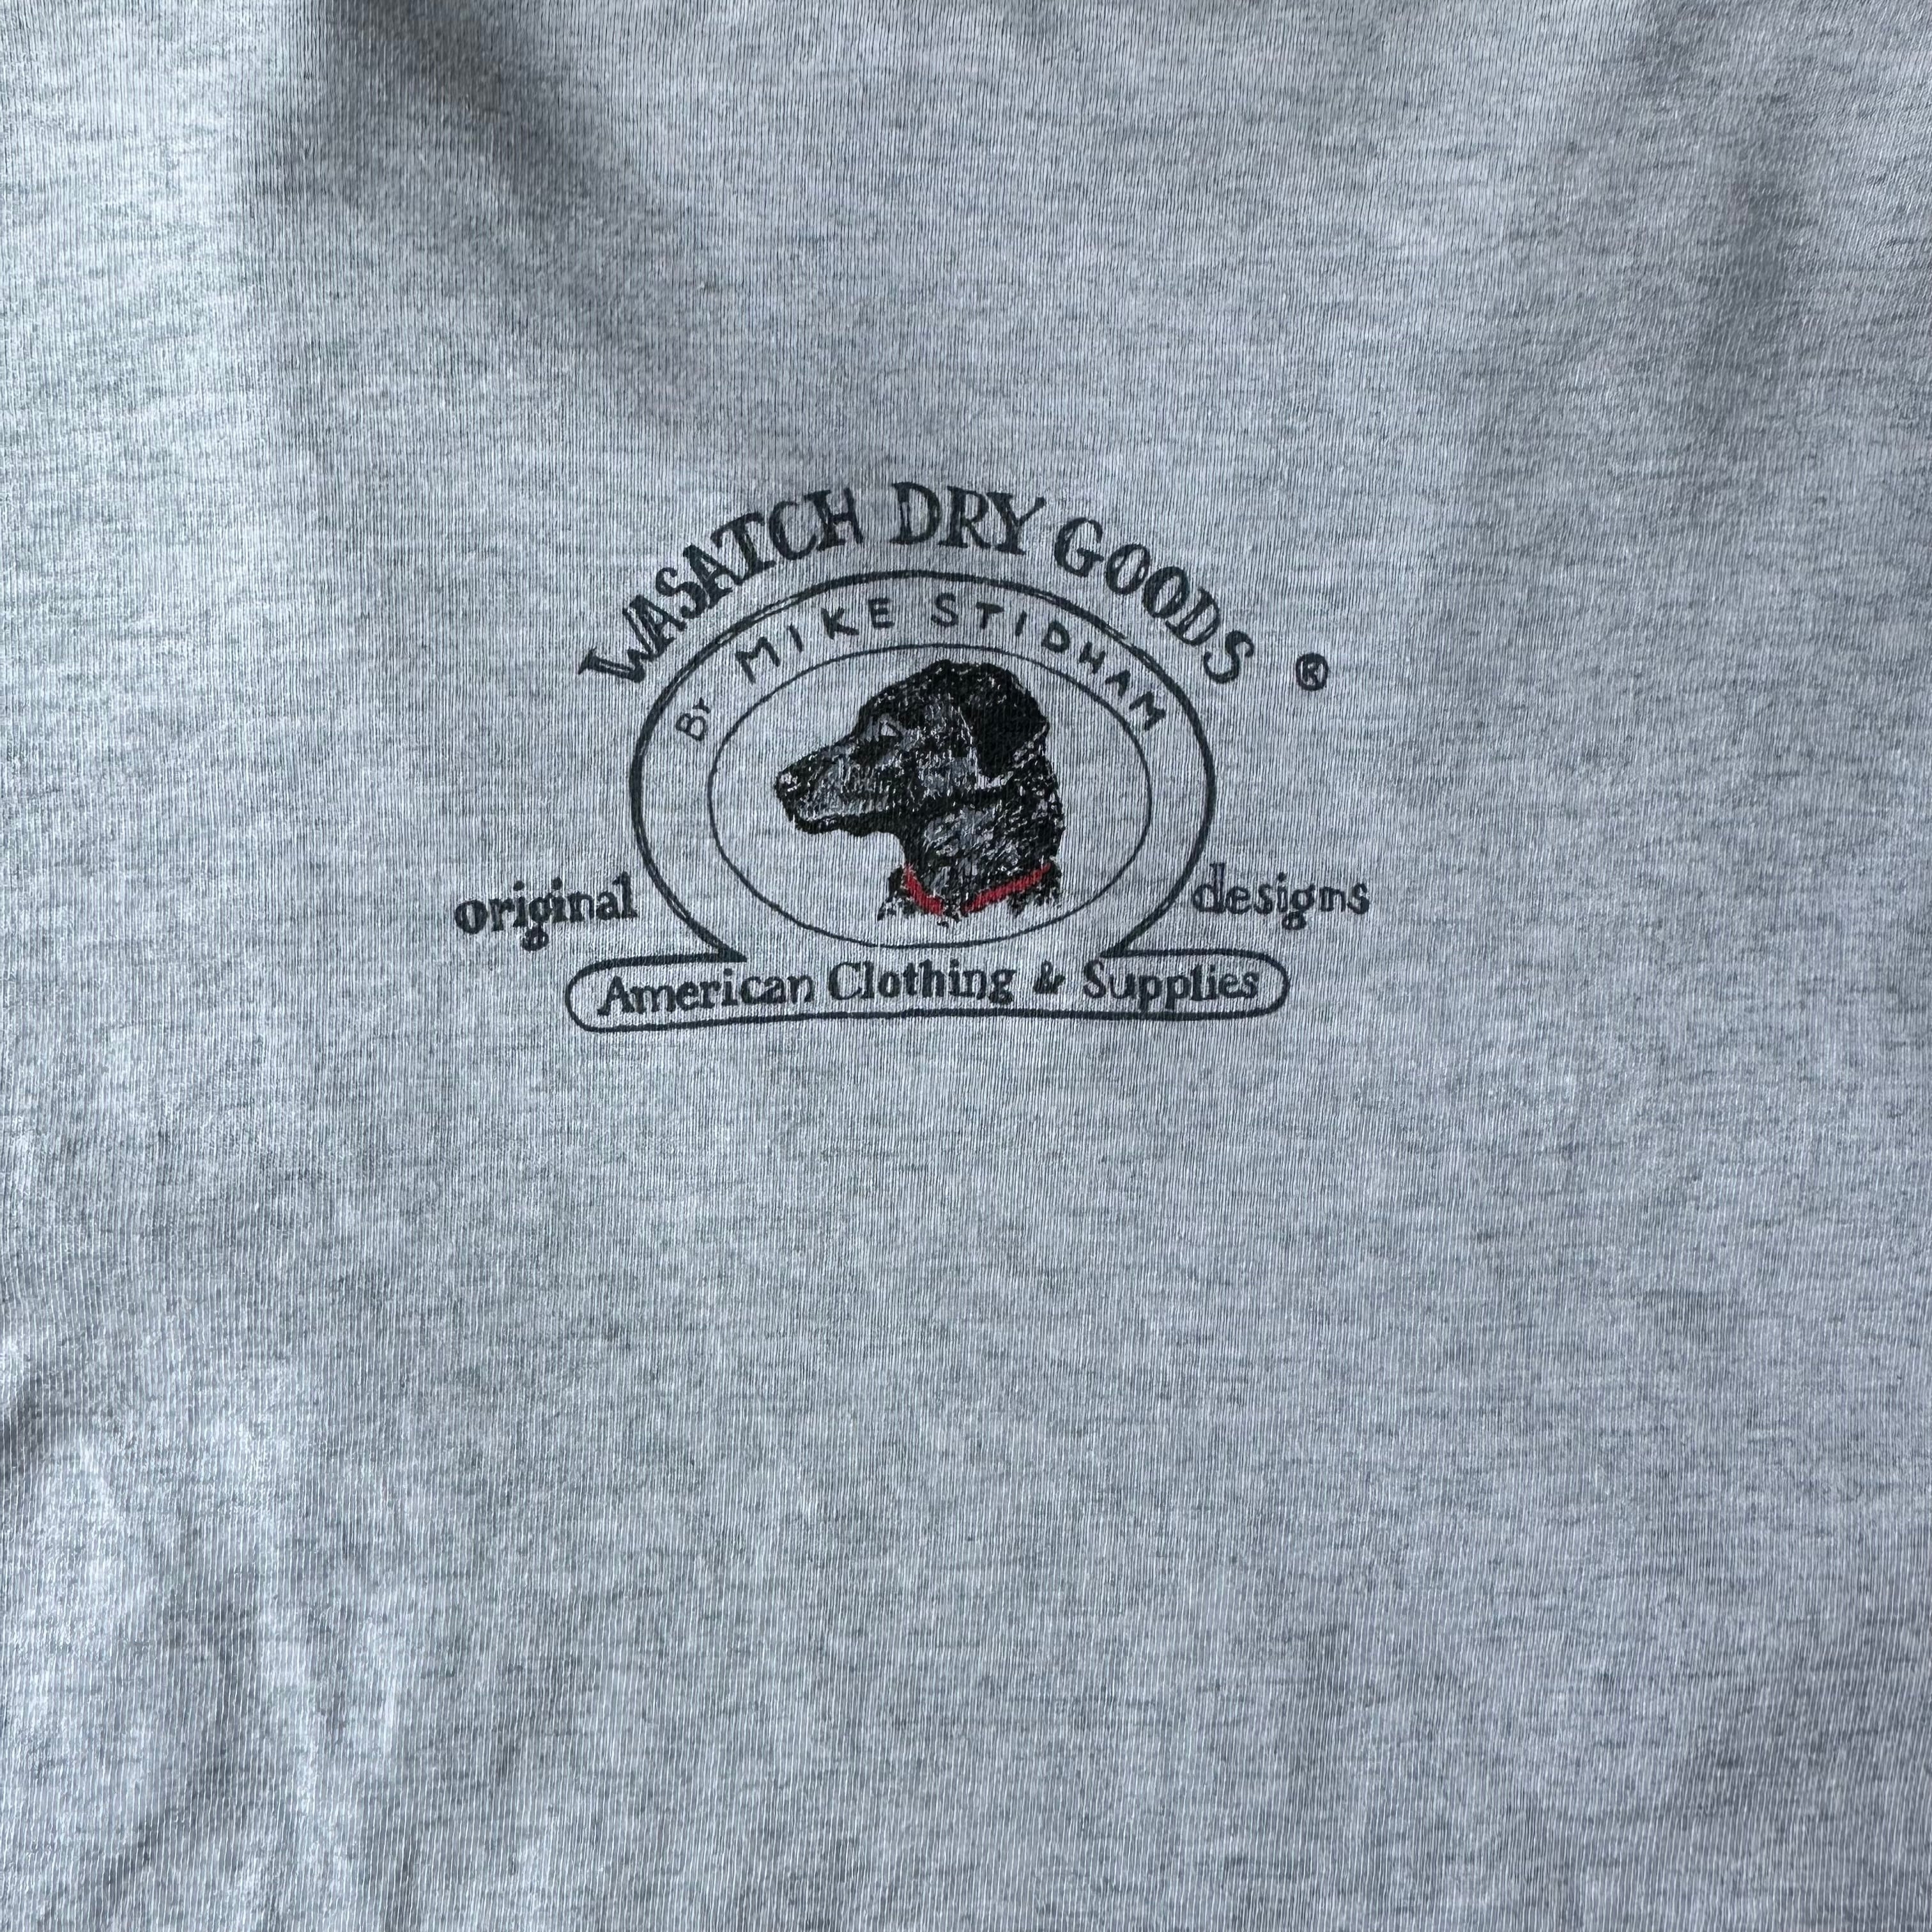 WASATCH DRY GOODS ®
BY MIKE STIDHAM
original designs
American Clothing & Supplies